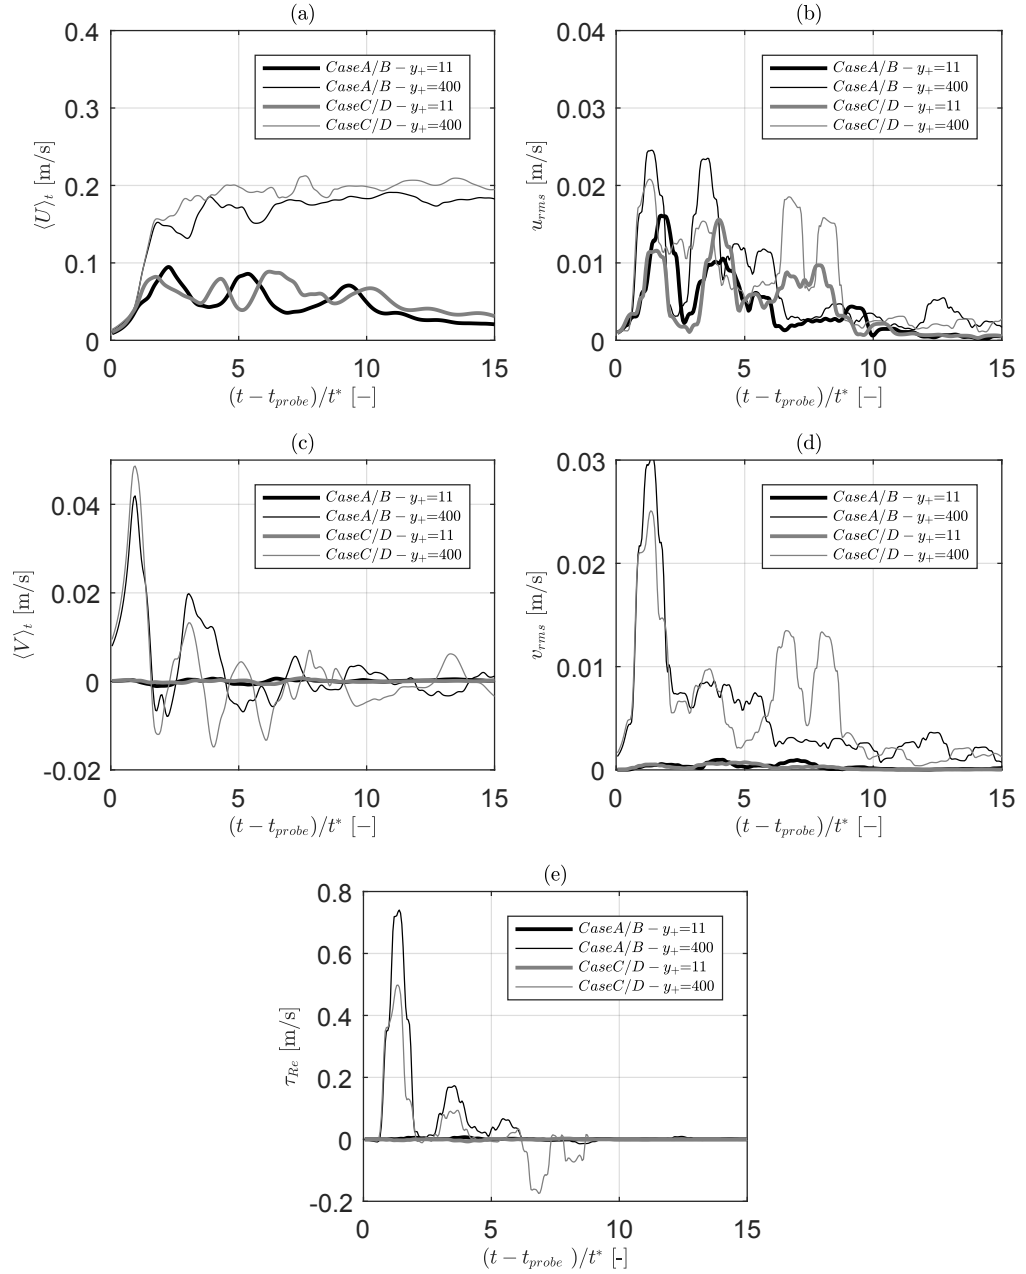 (a)
0.4
0.3
0.2
0.1
0
0 5 10 15
⟨U⟩t [m/s]
(t − tprobe)/t* [−]
CaseA/B − y+=11
CaseA/B − y+=400
CaseC/D − y+=11
CaseC/D − y+=400
(b)
0.04
0.03
0.02
0.01
0
0 5 10 15
urms [m/s]
(t − tprobe)/t* [−]
CaseA/B − y+=11
CaseA/B − y+=400
CaseC/D − y+=11
CaseC/D − y+=400
(c)
0.04
0.02
0
-0.02
0 5 10 15
⟨V⟩t [m/s]
(t − tprobe)/t* [−]
CaseA/B − y+=11
CaseA/B − y+=400
CaseC/D − y+=11
CaseC/D − y+=400
(d)
0.03
0.02
0.01
0
0 5 10 15
vrms [m/s]
(t − tprobe)/t* [−]
CaseA/B − y+=11
CaseA/B − y+=400
CaseC/D − y+=11
CaseC/D − y+=400
(e)
0.8
0.6
0.4
0.2
0
-0.2
0 5 10 15
τRe [m/s]
(t − tprobe )/t* [-]
CaseA/B − y+=11
CaseA/B − y+=400
CaseC/D − y+=11
CaseC/D − y+=400